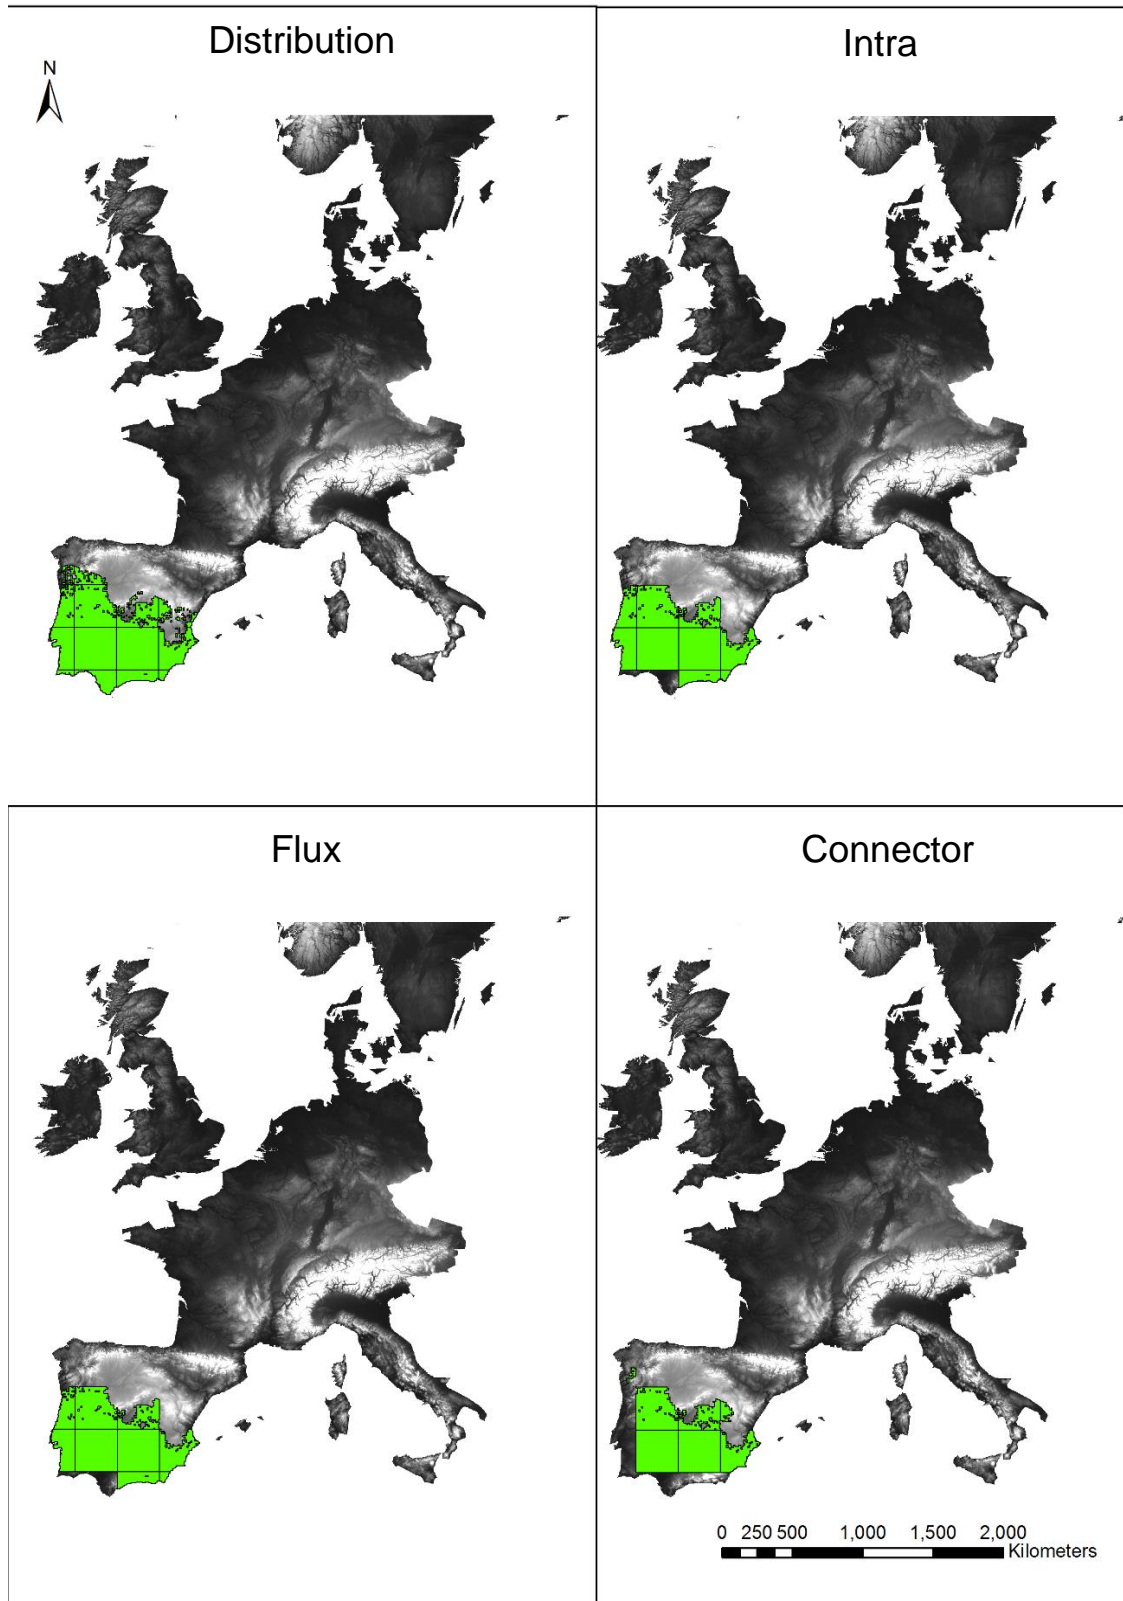 Distribution
Intra
N
Flux
Connector
0 250 500 1,000 1,500 2,000
Kilometers